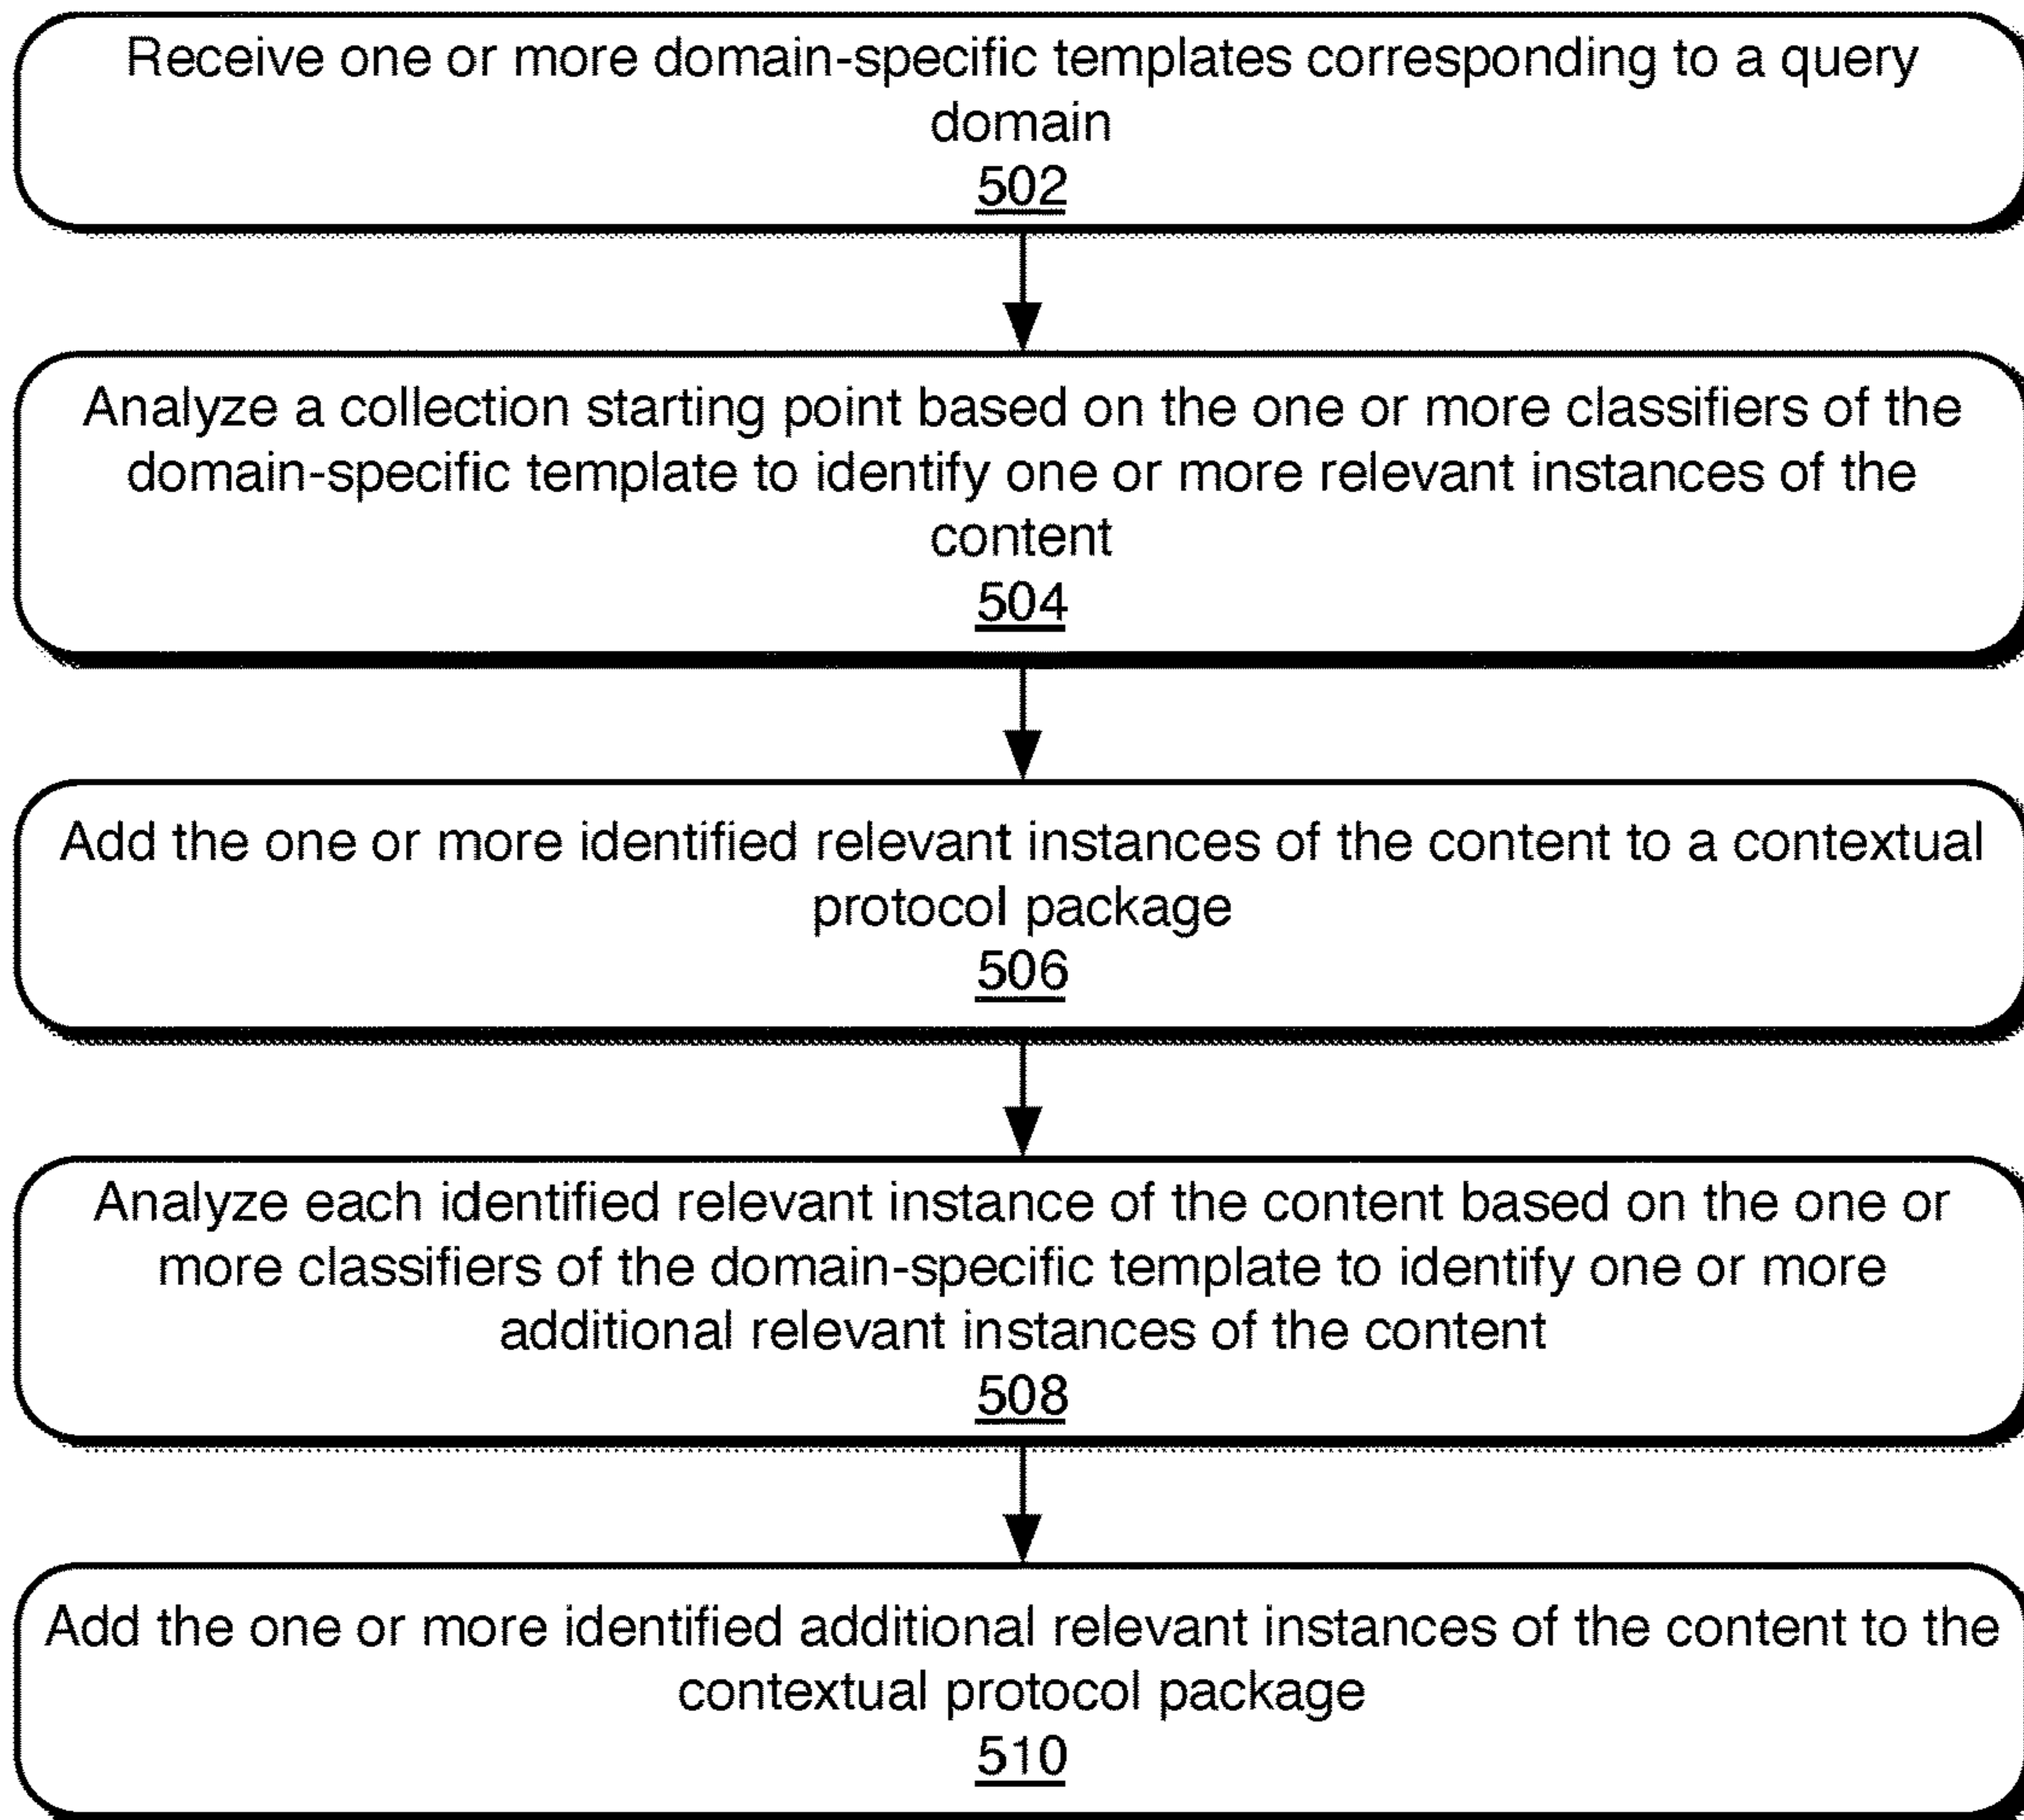 Receive one or more domain-specific templates corresponding to a query
domain
502
Analyze a collection starting point based on the one or more classifiers of the
domain-specific template to identify one or more relevant instances of the
content
504
Add the one or more identified relevant instances of the content to a contextual
protocol package
506
Analyze each identified relevant instance of the content based on the one or
more classifiers of the domain-specific template to identify one or more
additional relevant instances of the content
508
Add the one or more identified additional relevant instances of the content to the
contextual protocol package
510